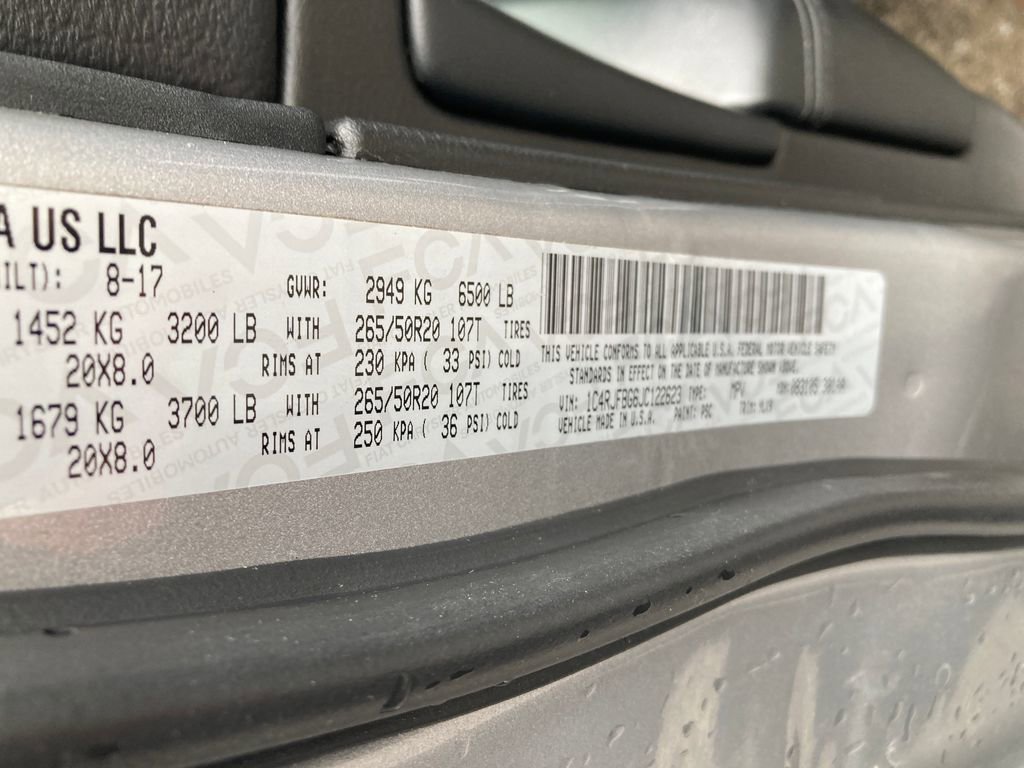 A US LLC
ILT): 8-17 GVWR: 2949 KG 6500 LB
1452 KG 3200 LB WITH 265/50R20 107T TIRES
20X8.0 RIMS AT 230 KPA ( 33 PSI) COLD
1679 KG 3700 LB WITH 265/50R20 107T TIRES
20X8.0 RIMS AT 250 KPA ( 36 PSI) COLD
THIS VEHICLE CONFORMS TO ALL APPLICABLE U.S.A. FEDERAL MOTOR VEHICLE SAFETY
STANDARDS IN EFFECT ON THE DATE OF MANUFACTURE SHOWN ABOVE.
VIN: 1C4RJFBG6JC122623 TYPE: MPV
VEHICLE MADE IN U.S.A. PAINT: PSC TRIM: